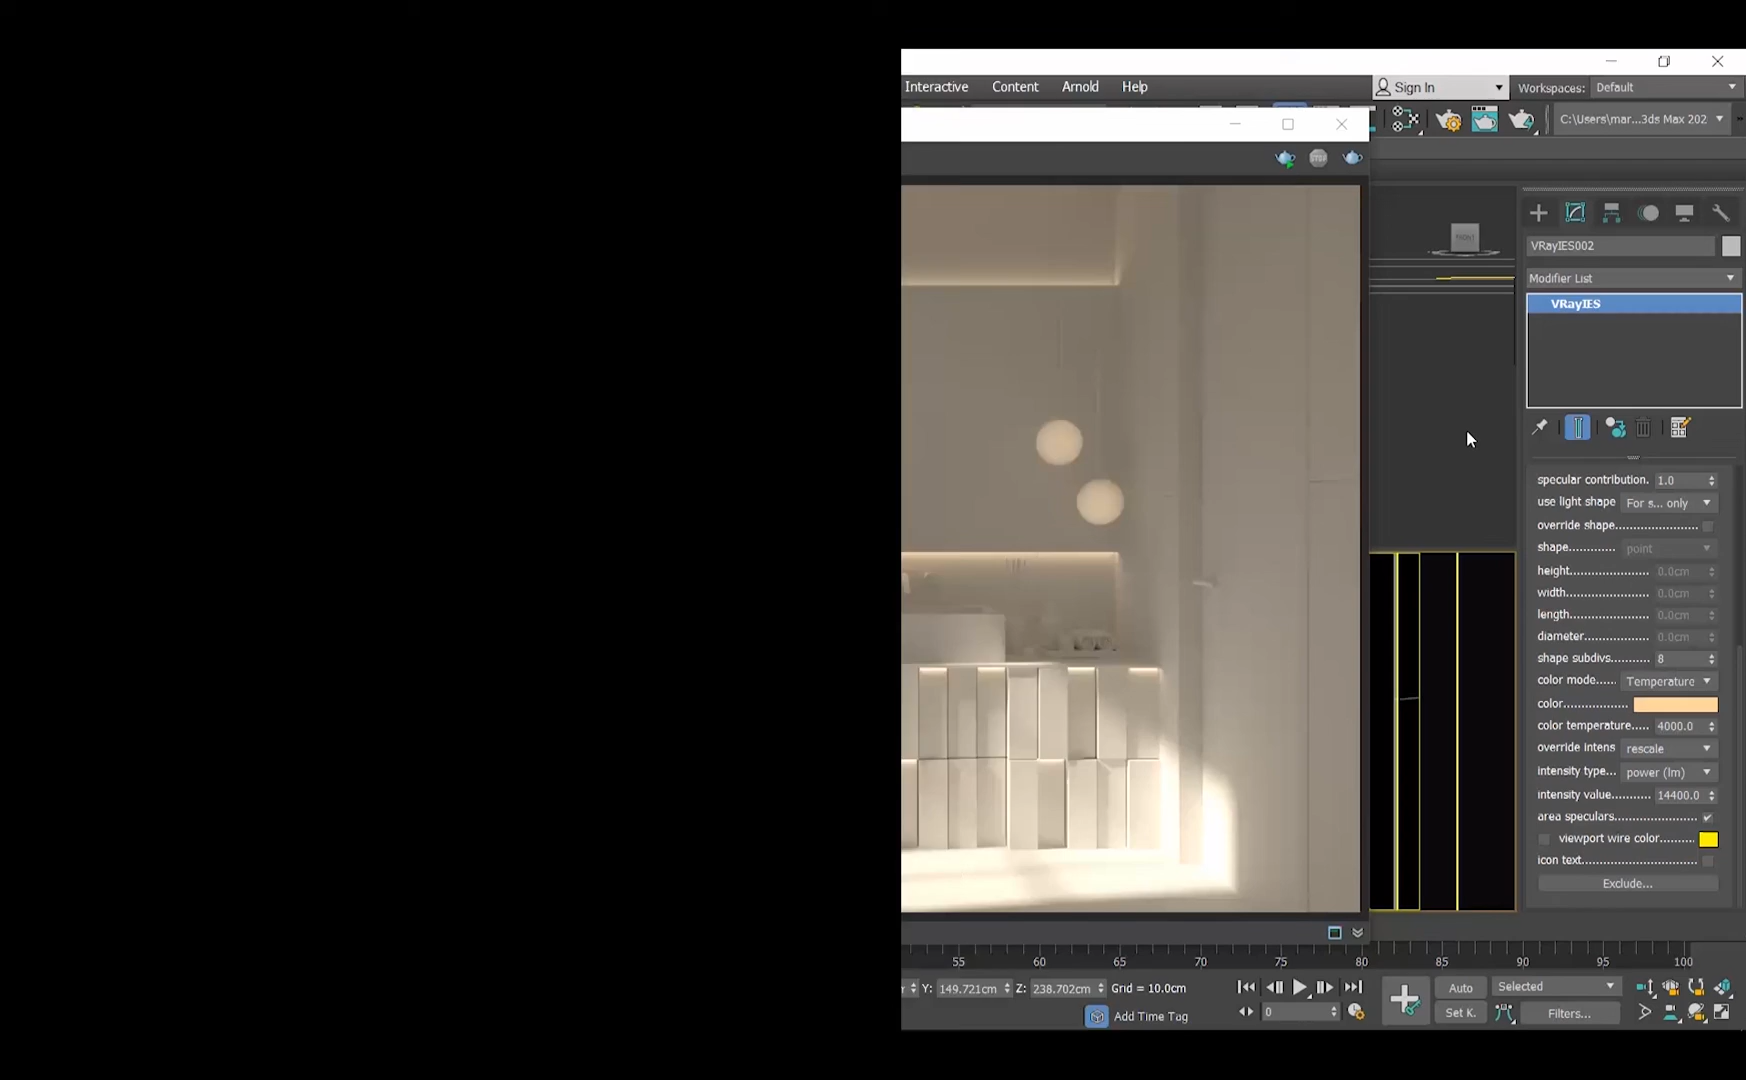 Interactive Content Arnold Help
Sign In Workspaces: Default
C:\Users\mar...3ds Max 202
STOP
FRONT
VRayIES002
Modifier List
VRayIES
specular contribution. 1.0
use light shape For s... only
override shape
shape............ point
height.................... 0.0cm
width..................... 0.0cm
length.................... 0.0cm
diameter................ 0.0cm
shape subdivs......... 8
color mode..... Temperature
color
color temperature.... 4000.0
override intens rescale
intensity type... power (lm)
intensity value.......... 14400.0
area speculars
viewport wire color
icon text
Exclude...
55 60 65 70 75 80 85 90 95 100
Y: 149.721cm Z: 238.702cm Grid = 10.0cm
Auto Selected
Add Time Tag 0 Set K. Filters...